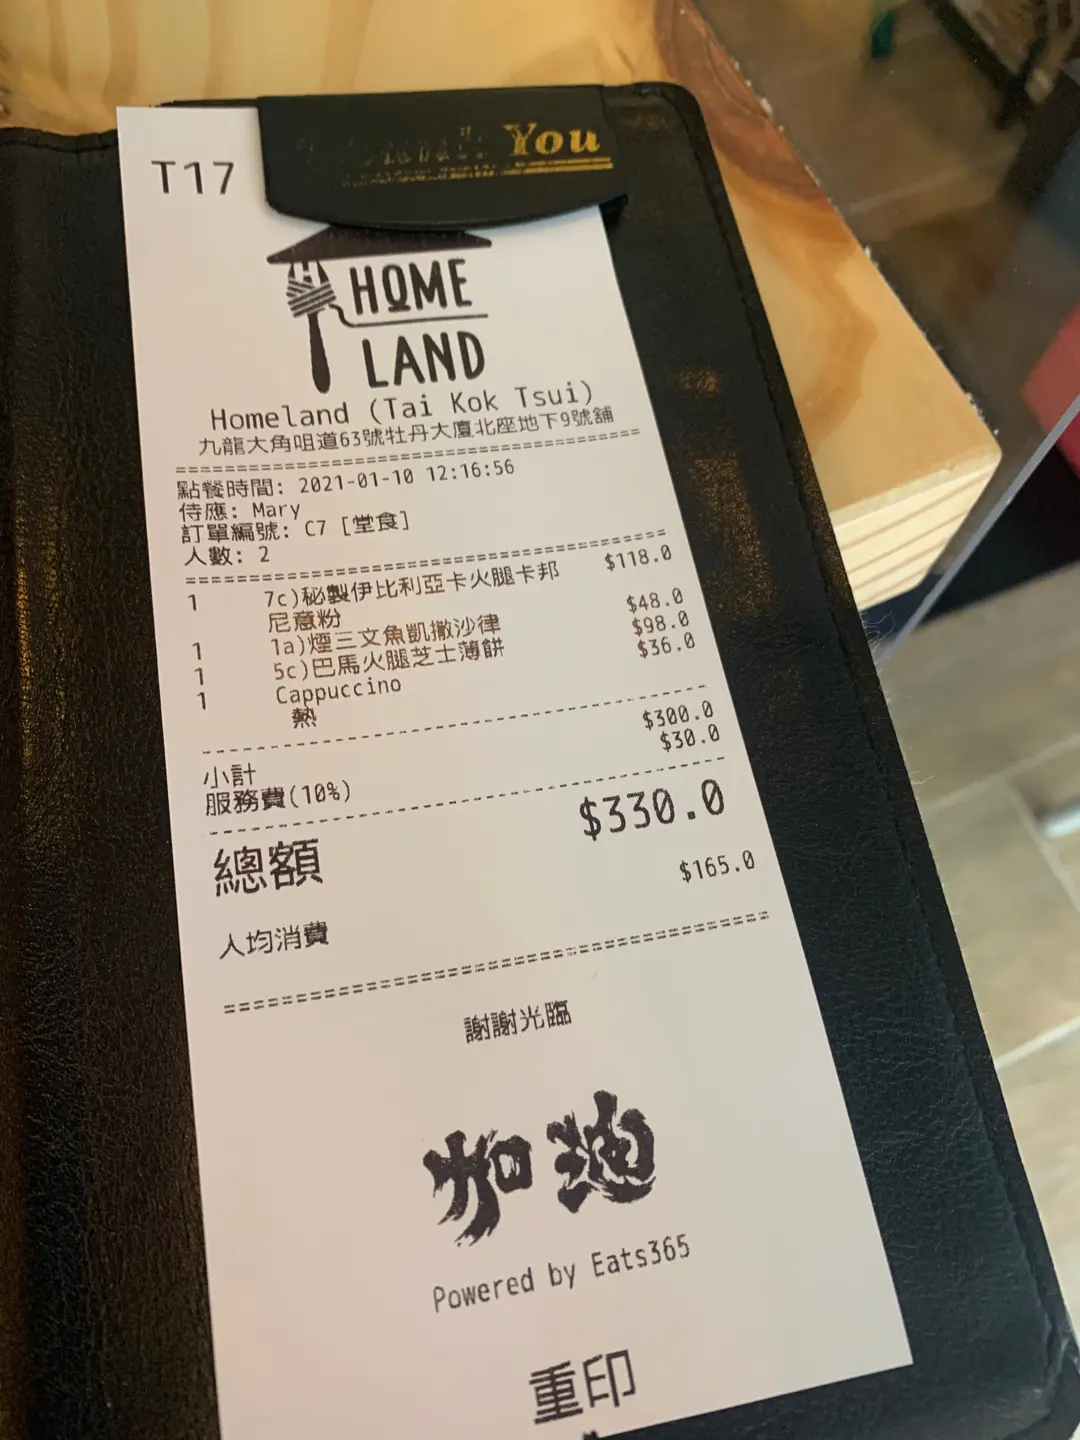 You
T17
HOME
LAND
Homeland (Tai Kok Tsui)
九龍大角咀道63號牡丹大廈北座地下9號舖
點餐時間: 2021-01-10 12:16:56
侍應: Mary
訂單編號: C7 [堂食]
人數: 2
1 7c)秘製伊比利亞卡火腿卡邦 $118.0
尼意粉
1 1a)煙三文魚凱撒沙律 $48.0
1 5c)巴馬火腿芝士薄餅 $98.0
1 Cappuccino $36.0
熱
小計 $300.0
服務費(10%) $30.0
總額 $330.0
人均消費 $165.0
謝謝光臨
加油
Powered by Eats365
重印